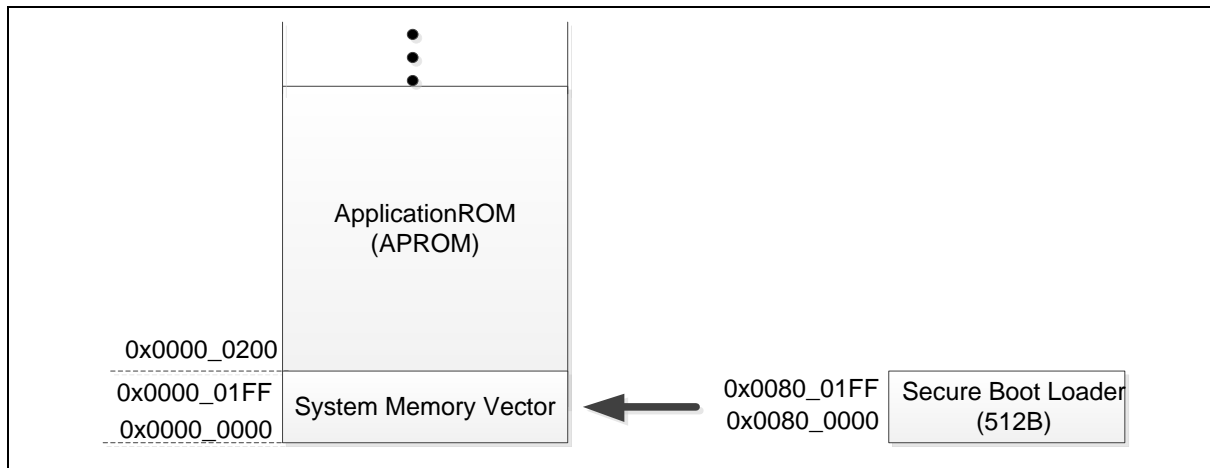 ApplicationROM
(APROM)
0x0000_0200
0x0000_01FF
System Memory Vector
0x0000_0000
0x0080_01FF
0x0080_0000
Secure Boot Loader
(512B)